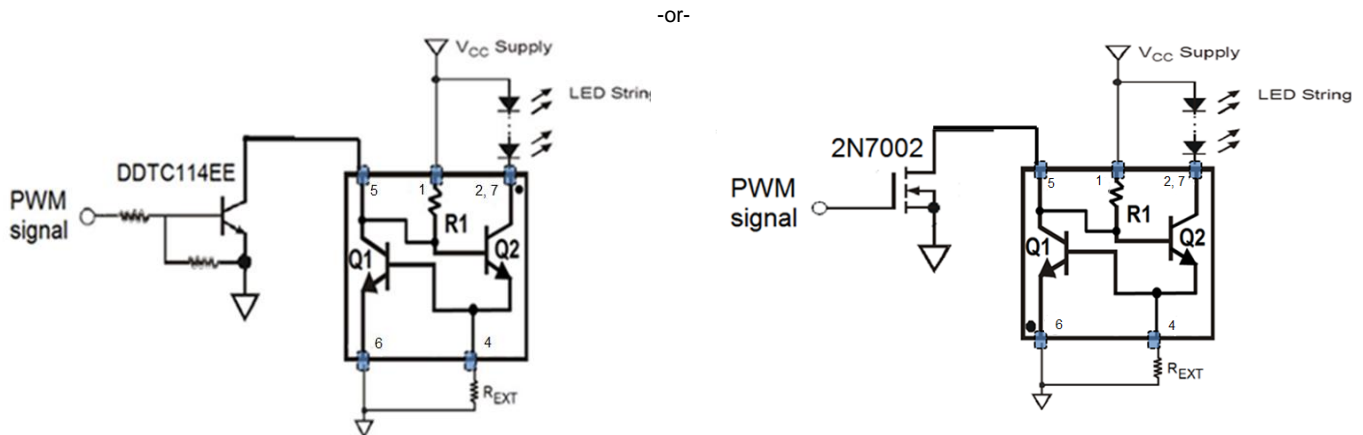 -or-
VCC Supply
LED String
DDTC114EE
PWM
signal
5
1
2, 7
R1
Q1
Q2
6
4
REXT
VCC Supply
LED String
2N7002
PWM
signal
5
1
2, 7
R1
Q1
Q2
6
4
REXT